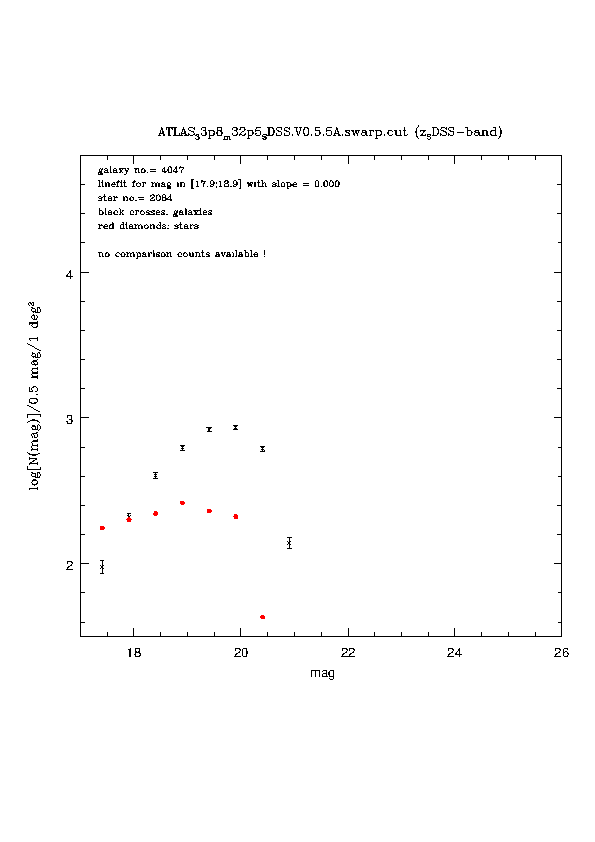 ATLAS_33p8_m32p5_SDSS.V0.5.5A.swarp.cut (z_SDSS-band)
galaxy no.= 4047
linefit for mag in [17.9;18.9] with slope = 0.000
star no.= 2084
black crosses: galaxies
red diamonds: stars
no comparison counts available !
log[N(mag)]/0.5 mag/1 deg²
4
3
2
18 20 22 24 26
mag